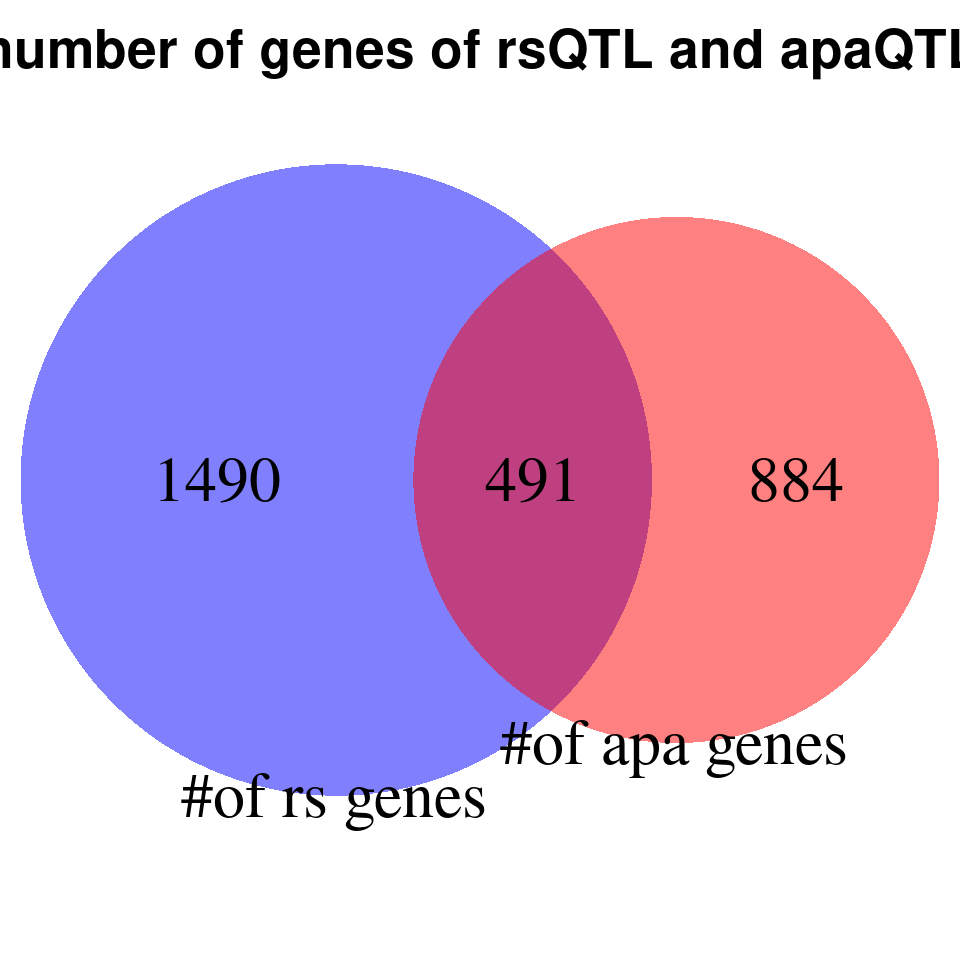 number of genes of rsQTL and apaQTL
1490 491 884
#of apa genes
#of rs genes